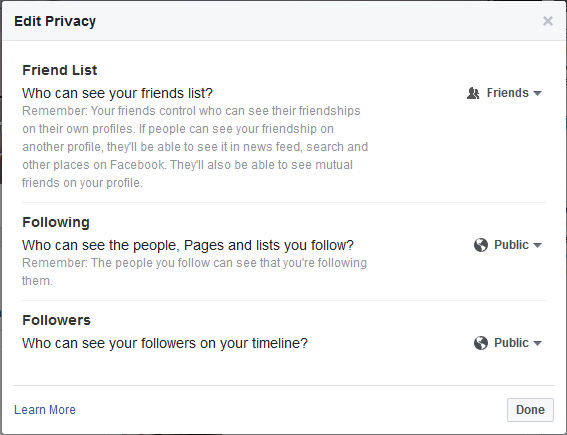 Edit Privacy
Friend List
Who can see your friends list?
Friends
Remember: Your friends control who can see their friendships
on their own profiles. If people can see your friendship on
another profile, they'll be able to see it in news feed, search and
other places on Facebook. They'll also be able to see mutual
friends on your profile.
Following
Who can see the people, Pages and lists you follow?
Public
Remember: The people you follow can see that you're following
them.
Followers
Who can see your followers on your timeline?
Public
Learn More
Done